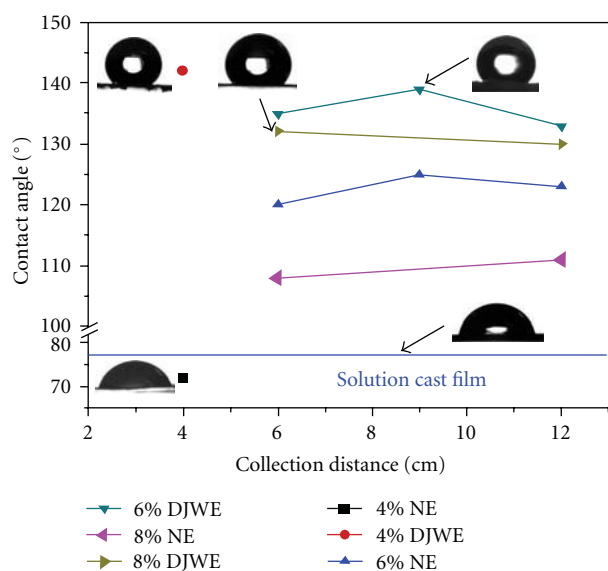 150
140
130
120
108
100
80
70
Contact angle (°)
Solution cast film
2 4 6 8 10 12
Collection distance (cm)
6% DJWE
8% NE
8% DJWE
4% NE
4% DJWE
6% NE